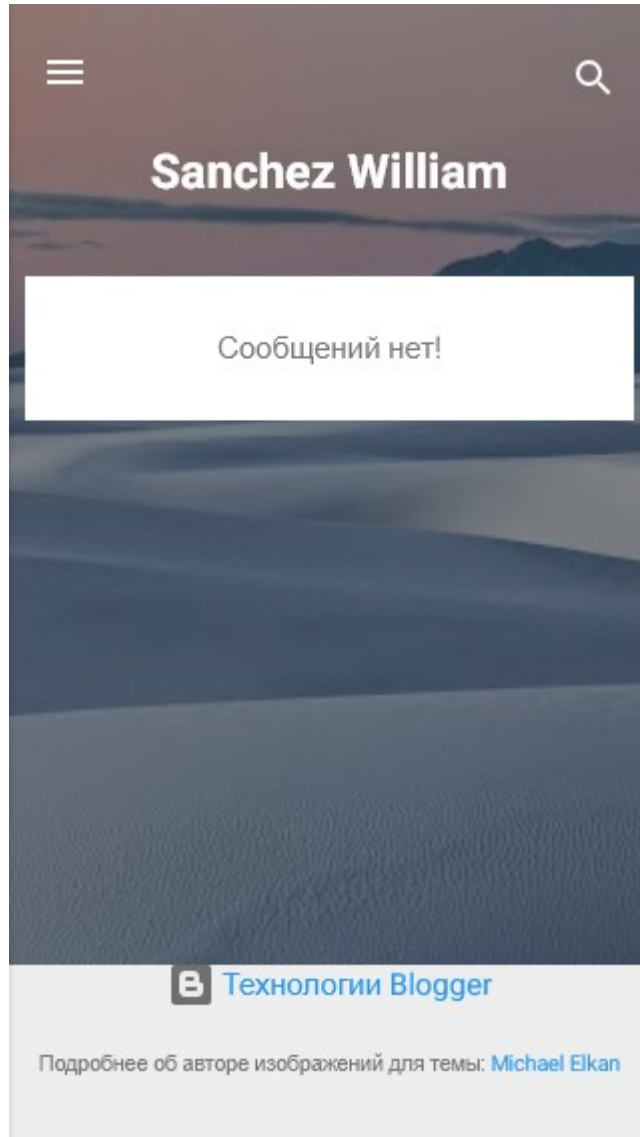 Sanchez William
Сообщений нет!
Технологии Blogger
Подробнее об авторе изображений для темы: Michael Elkan